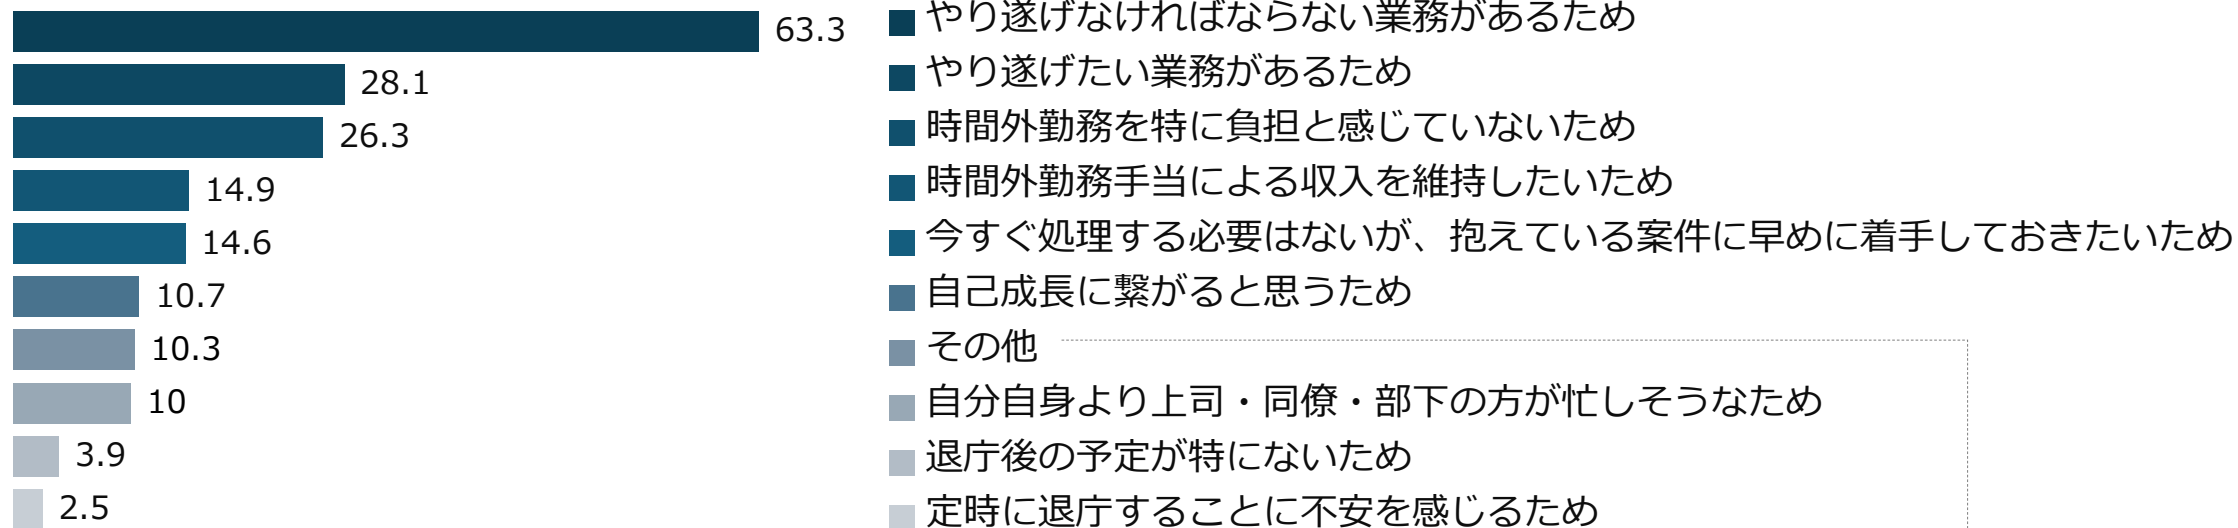 63.3 やり遂げなければならない業務があるため
28.1 やり遂げたい業務があるため
26.3 時間外勤務を特に負担と感じていないため
14.9 時間外勤務手当による収入を維持したいため
14.6 今すぐ処理する必要はないが、抱えている案件に早めに着手しておきたいため
10.7 自己成長に繋がると思うため
10.3 その他
10 自分自身より上司・同僚・部下の方が忙しそうなため
3.9 退庁後の予定が特にないため
2.5 定時に退庁することに不安を感じるため